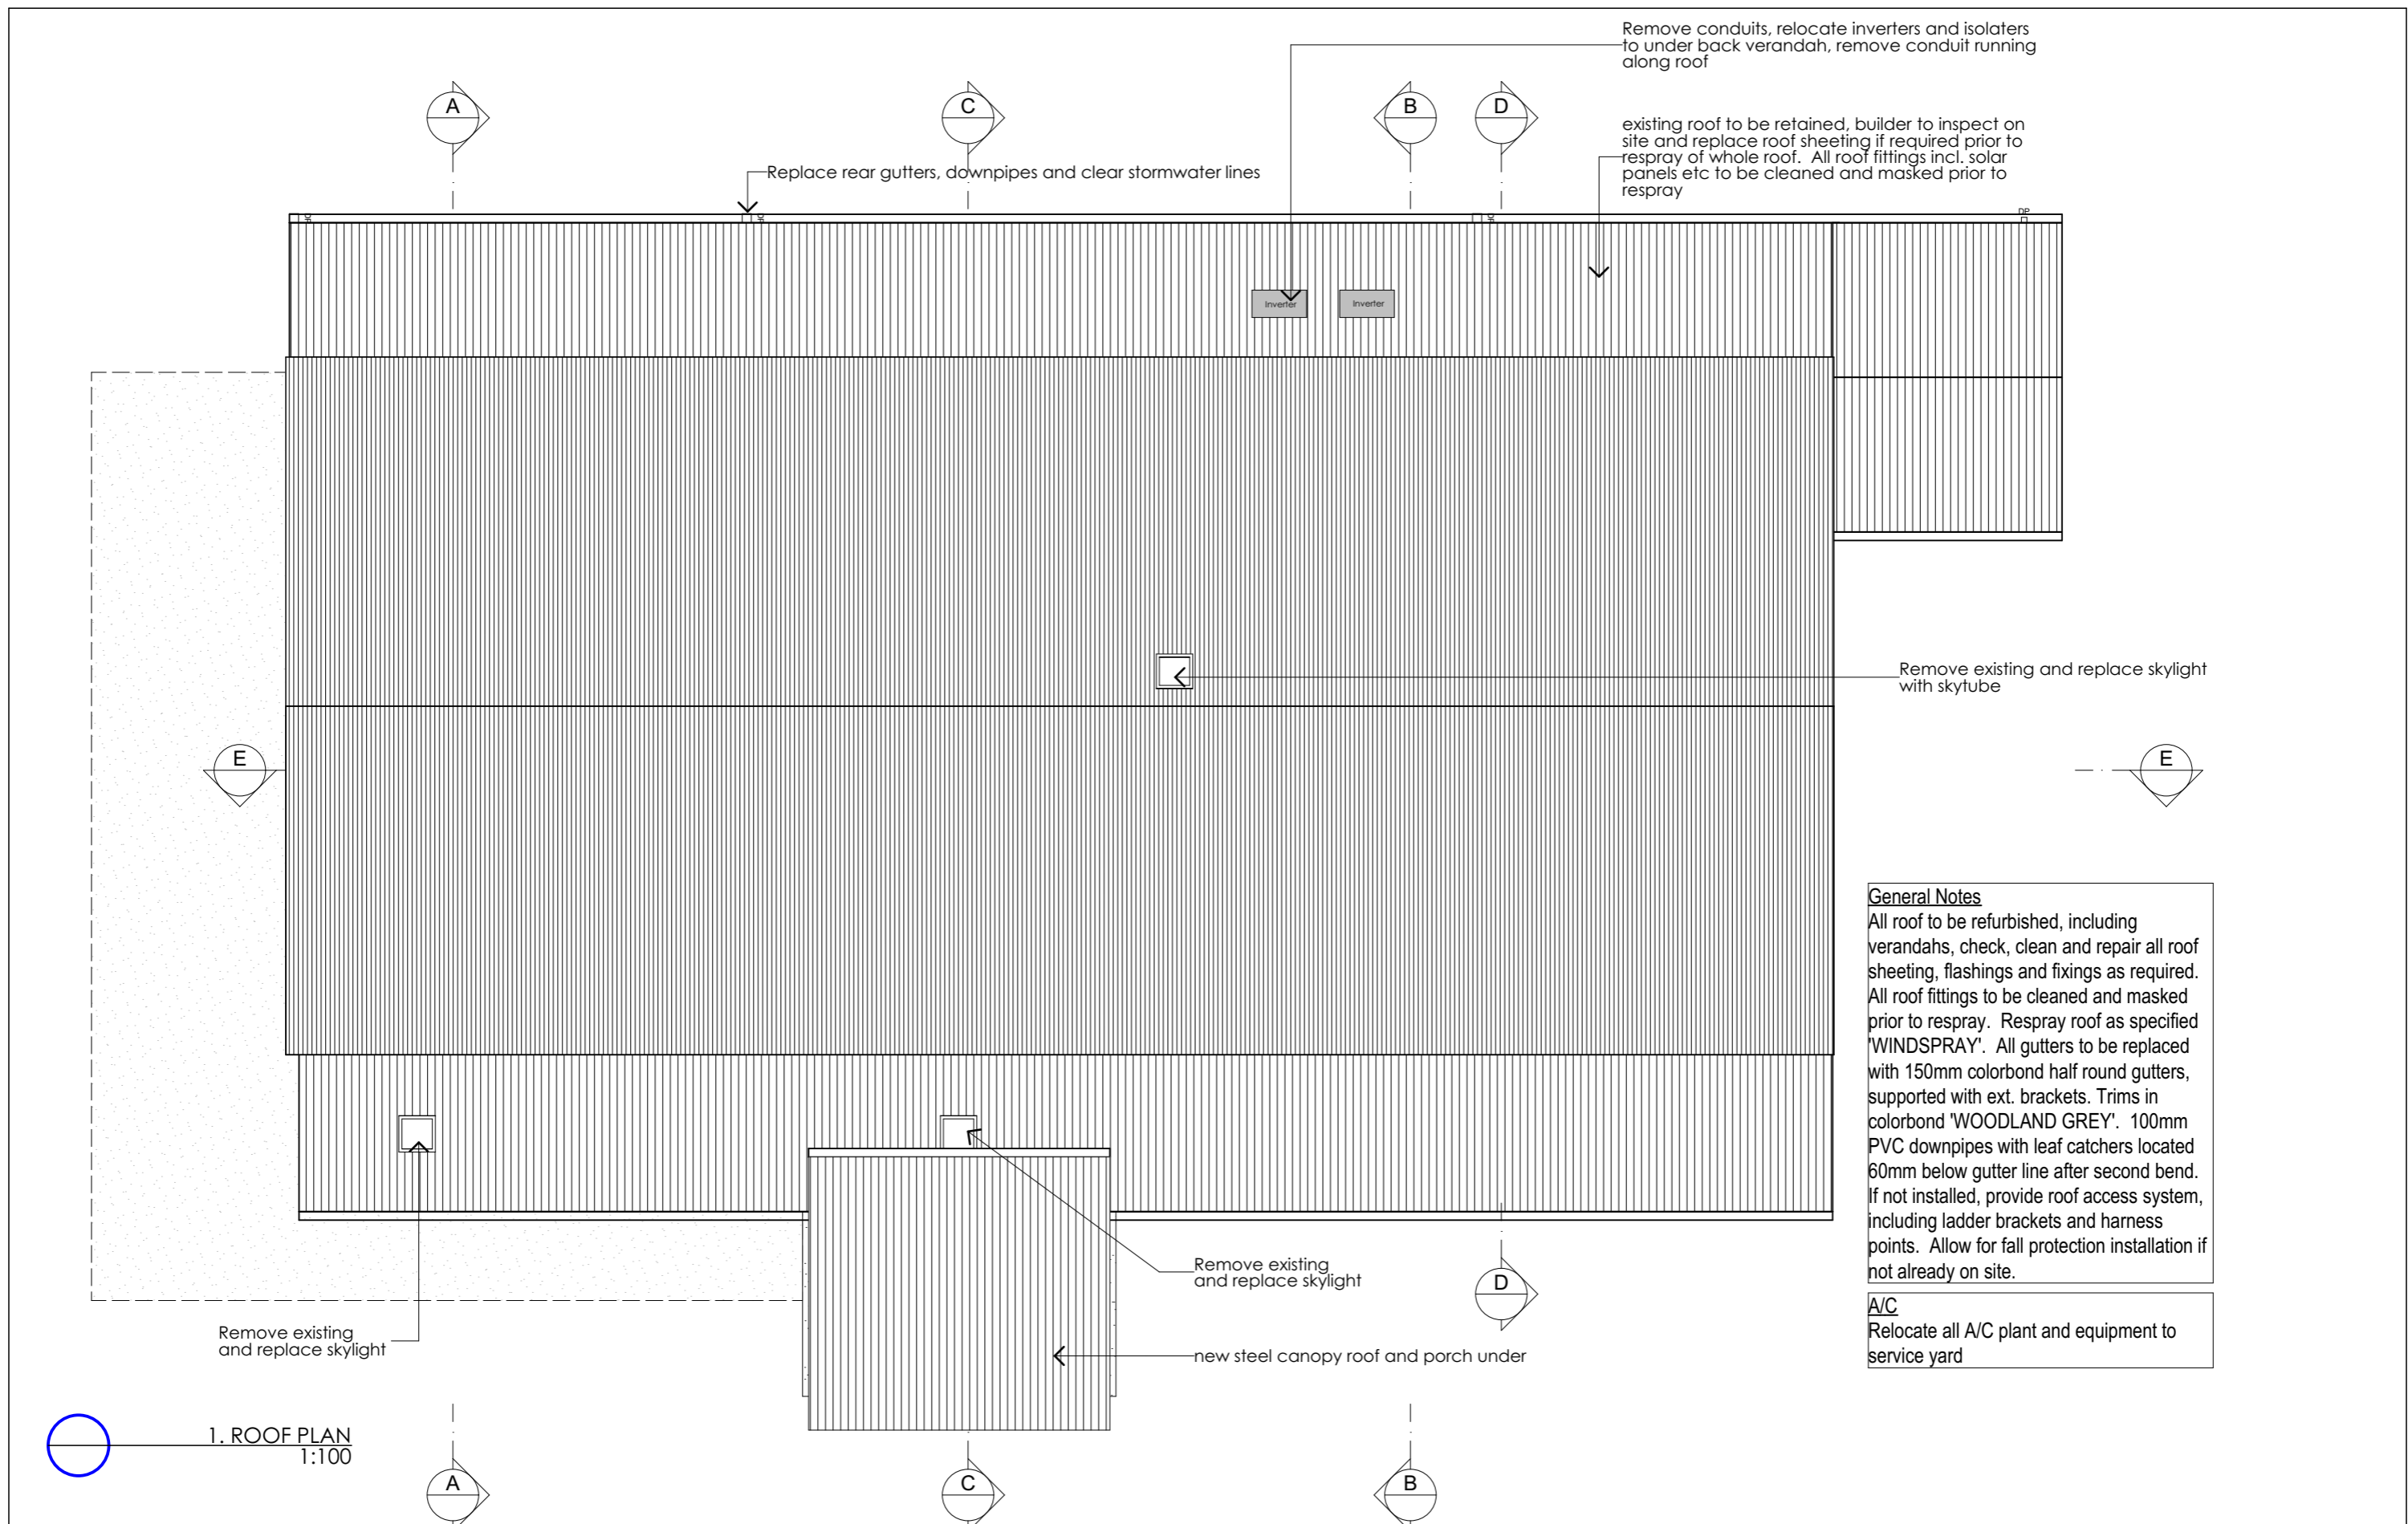 Remove conduits, relocate inverters and isolaters
to under back verandah, remove conduit running
along roof
A
C
B
D
existing roof to be retained, builder to inspect on
site and replace roof sheeting if required prior to
respray of whole roof.  All roof fittings incl. solar
panels etc to be cleaned and masked prior to
respray
Replace rear gutters, downpipes and clear stormwater lines
DP
DP
DP
DP
Inverter
Inverter
Remove existing and replace skylight
with skytube
E
E
General Notes
All roof to be refurbished, including
verandahs, check, clean and repair all roof
sheeting, flashings and fixings as required.
All roof fittings to be cleaned and masked
prior to respray.  Respray roof as specified
'WINDSPRAY'.  All gutters to be replaced
with 150mm colorbond half round gutters,
supported with ext. brackets. Trims in
colorbond 'WOODLAND GREY'.  100mm
PVC downpipes with leaf catchers located
60mm below gutter line after second bend.
If not installed, provide roof access system,
including ladder brackets and harness
points.  Allow for fall protection installation if
not already on site.
Remove existing
and replace skylight
D
A/C
Relocate all A/C plant and equipment to
service yard
Remove existing
and replace skylight
new steel canopy roof and porch under
1. ROOF PLAN
1:100
A
C
B